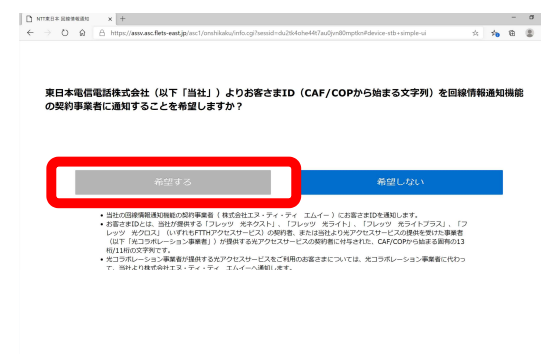 NTT東日本 回線情報通知
https://assv.asc.flets-east.jp/asc1/onshikaku/info.cgi?sessid=du2tk4ohe44t7au0jvn80mptkn#device-stb+simple-ui
東日本電信電話株式会社（以下「当社」）よりお客さまID（CAF/COPから始まる文字列）を回線情報通知機能
の契約事業者に通知することを希望しますか？
希望する 希望しない
• 当社の回線情報通知機能の契約事業者（ 株式会社エヌ・ティ・ティ エムイー ）にお客さまIDを通知します。
• お客さまIDとは、当社が提供する「フレッツ 光ネクスト」、「フレッツ 光ライト」、「フレッツ 光ライトプラス」、「フ
レッツ 光クロス」（いずれもFTTHアクセスサービス）の契約者、または当社より光アクセスサービスの提供を受けた事業者
（以下「光コラボレーション事業者」）が提供する光アクセスサービスの契約者に付与された、CAF/COPから始まる固有の13
桁/11桁の文字列です。
• 光コラボレーション事業者が提供する光アクセスサービスをご利用のお客さまについては、光コラボレーション事業者に代わっ
て、当社より株式会社エヌ・ティ・ティ エムイーへ通知します。